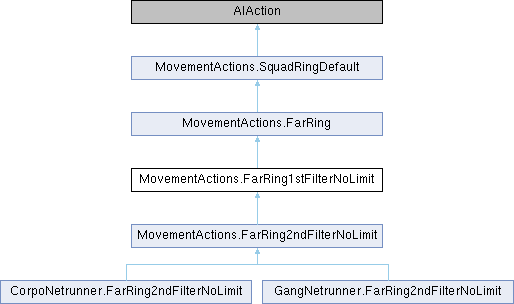 AIAction
MovementActions.SquadRingDefault
MovementActions.FarRing
MovementActions.FarRing1stFilterNoLimit
MovementActions.FarRing2ndFilterNoLimit
CorpoNetrunner.FarRing2ndFilterNoLimit
GangNetrunner.FarRing2ndFilterNoLimit